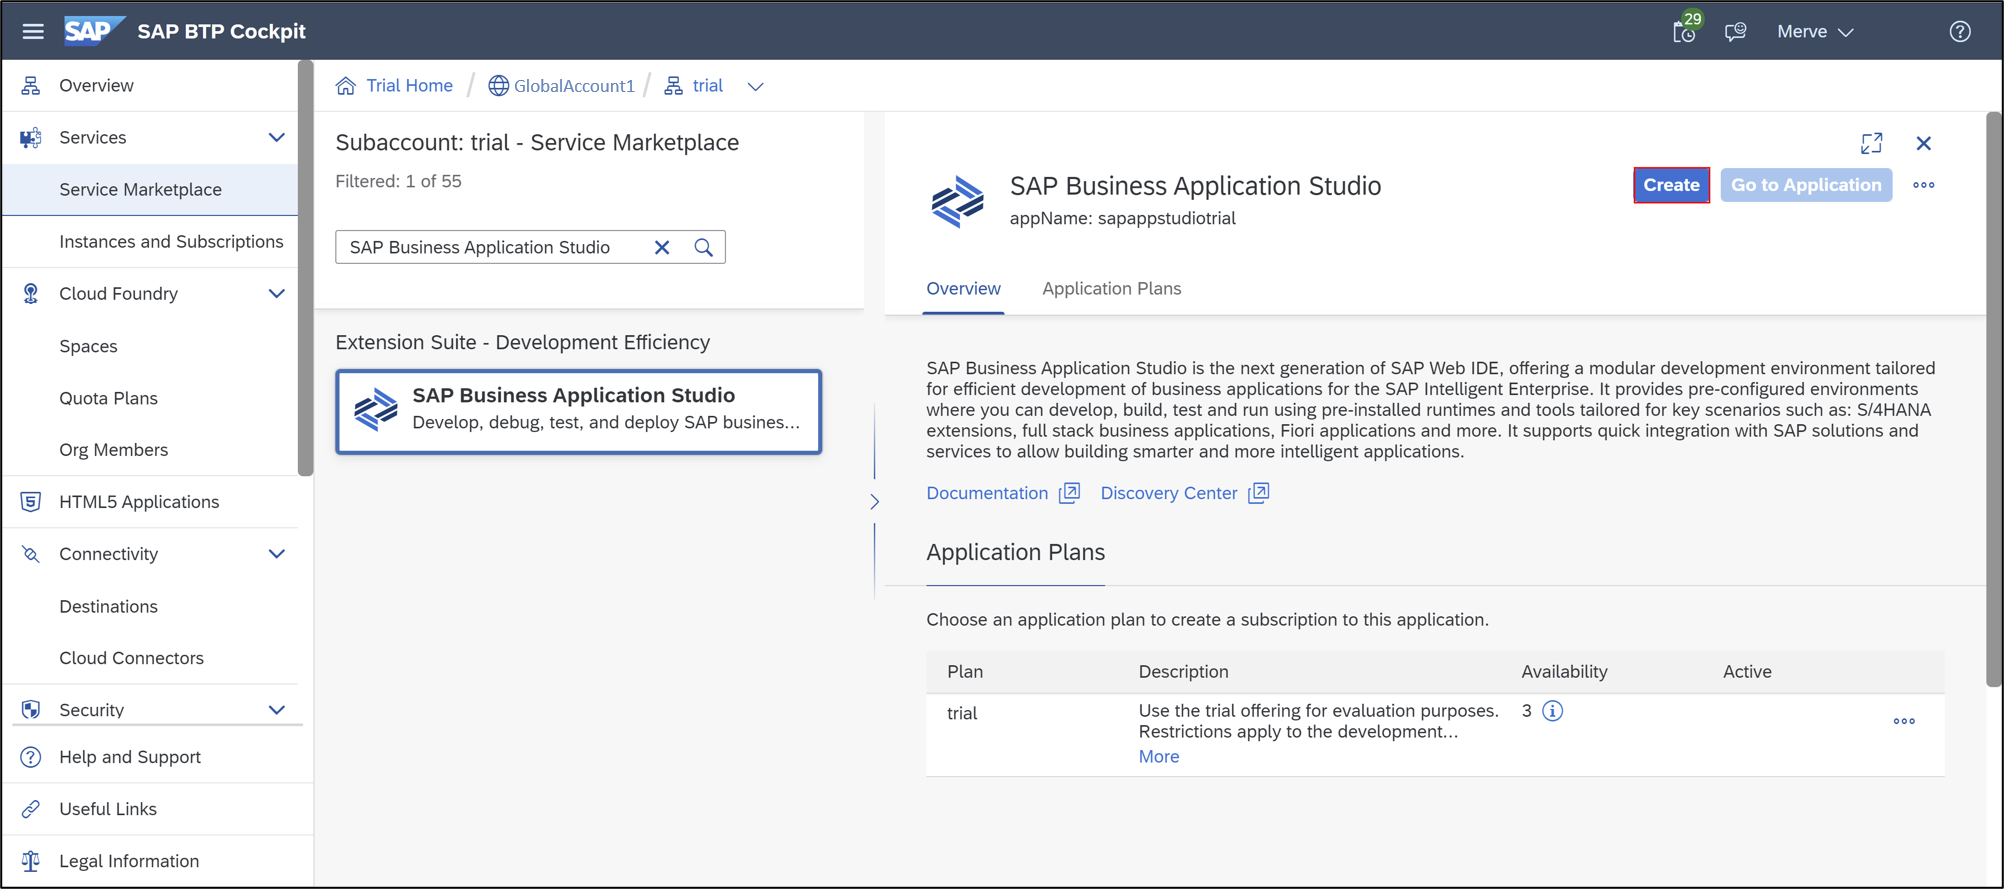 SAP SAP BTP Cockpit
29
Merve
Overview
Services
Service Marketplace
Instances and Subscriptions
Cloud Foundry
Spaces
Quota Plans
Org Members
HTML5 Applications
Connectivity
Destinations
Cloud Connectors
Security
Help and Support
Useful Links
Legal Information
Trial Home / GlobalAccount1 / trial
Subaccount: trial - Service Marketplace
Filtered: 1 of 55
SAP Business Application Studio
Extension Suite - Development Efficiency
SAP Business Application Studio
Develop, debug, test, and deploy SAP busines...
SAP Business Application Studio
appName: sapappstudiotrial
Create
Go to Application
Overview
Application Plans
SAP Business Application Studio is the next generation of SAP Web IDE, offering a modular development environment tailored
for efficient development of business applications for the SAP Intelligent Enterprise. It provides pre-configured environments
where you can develop, build, test and run using pre-installed runtimes and tools tailored for key scenarios such as: S/4HANA
extensions, full stack business applications, Fiori applications and more. It supports quick integration with SAP solutions and
services to allow building smarter and more intelligent applications.
Documentation Discovery Center
Application Plans
Choose an application plan to create a subscription to this application.
Plan Description Availability Active
trial Use the trial offering for evaluation purposes. 3
Restrictions apply to the development...
More